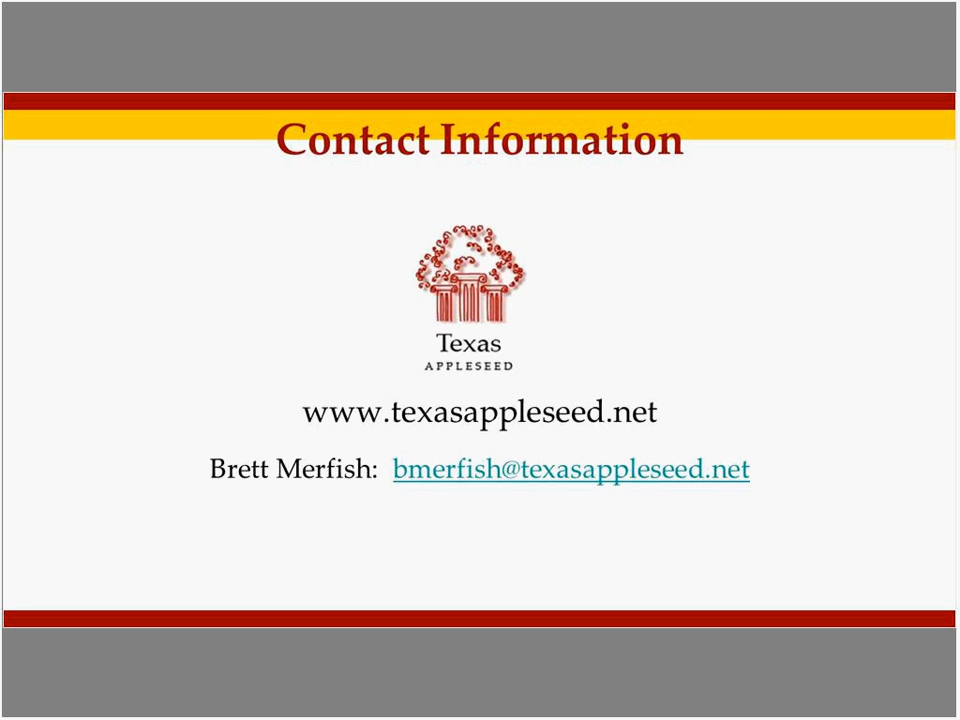 Contact Information
Texas
APPLESEED
www.texasappleseed.net
Brett Merfish: bmerfish@texasappleseed.net